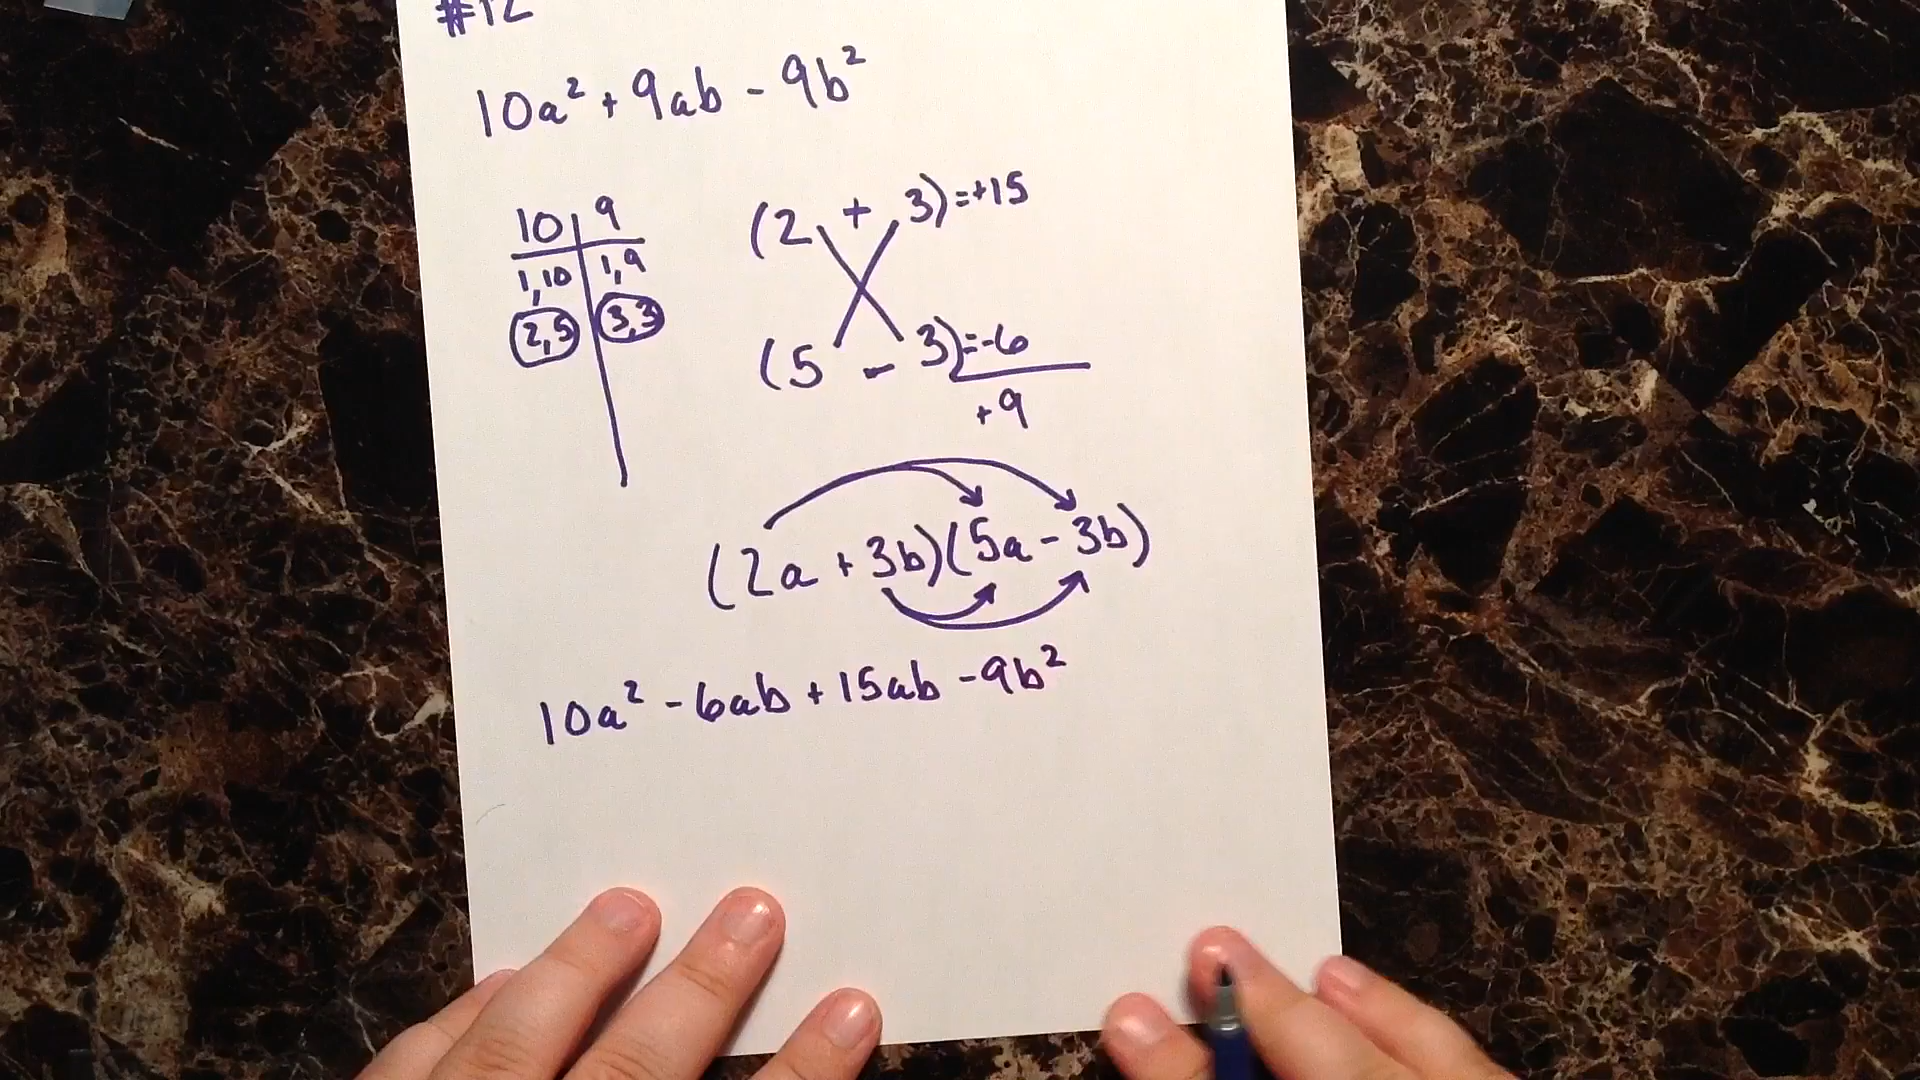 #12
10a² + 9ab - 9b²
10 | 9
1,10 | 1,9
2,5 | 3,3
(2 + 3) = +15
(5 - 3) = -6
+9
(2a + 3b)(5a - 3b)
10a² - 6ab + 15ab - 9b²